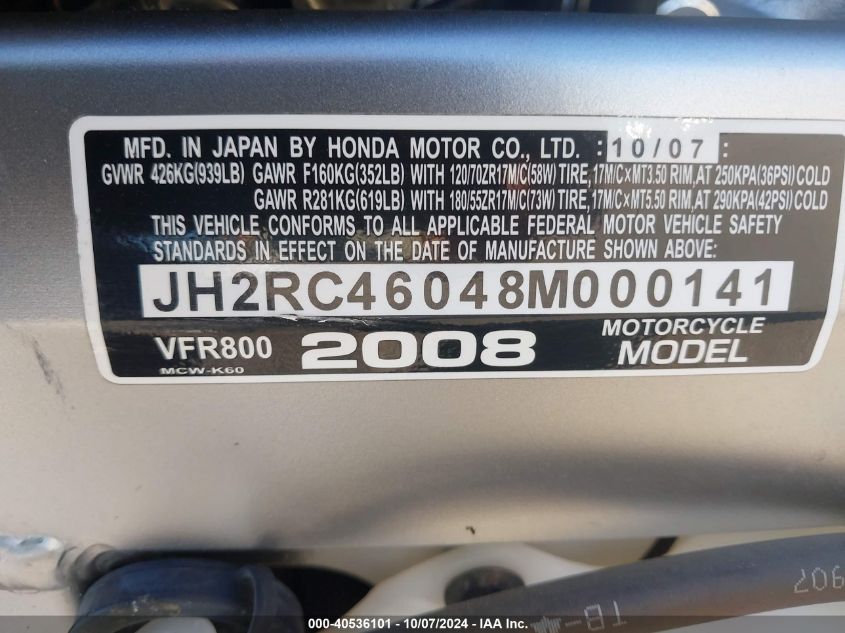 MFD. IN JAPAN BY HONDA MOTOR CO., LTD. :10/07:
GVWR 426KG(939LB) GAWR F160KG(352LB) WITH 120/70ZR17M/C(58W) TIRE,17M/C×MT3.50 RIM,AT 250KPA(36PSI)COLD
GAWR R281KG(619LB) WITH 180/55ZR17M/C(73W) TIRE,17M/C×MT5.50 RIM,AT 290KPA(42PSI)COLD
THIS VEHICLE CONFORMS TO ALL APPLICABLE FEDERAL MOTOR VEHICLE SAFETY
STANDARDS IN EFFECT ON THE DATE OF MANUFACTURE SHOWN ABOVE:
JH2RC46048M000141
VFR800 2008 MOTORCYCLE MODEL
MCW-K60
206
TB-
000-40536101 - 10/07/2024 - IAA Inc.